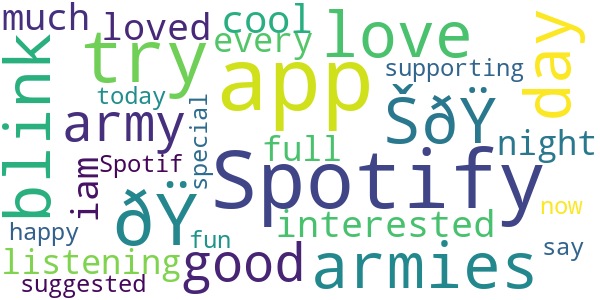 much loved cool love day
every
try app supporting
blink today army special ŠðŸ night
Spotif full
iam Spotify now
ðŸ interested
happy fun say
listening good armies
suggested